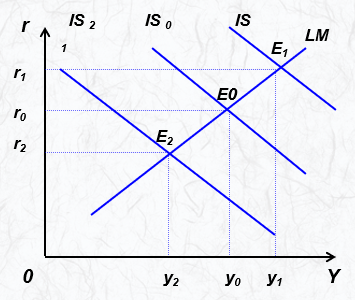 r IS 2 IS 0 IS
1
E1 LM
r1
r0 E0
r2 E2
0 y2 y0 y1 Y